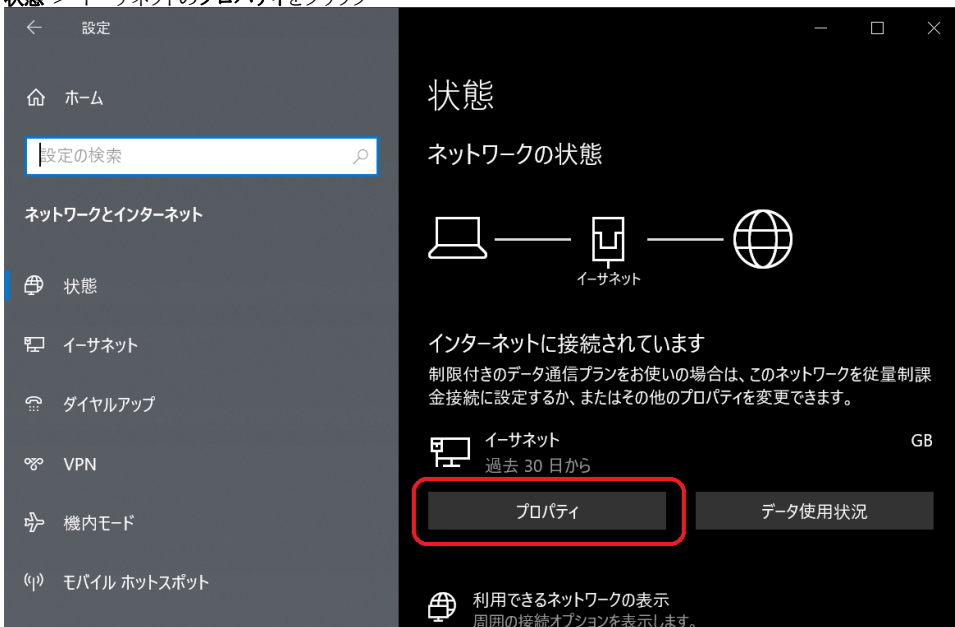 状態 > イーサネットのプロパティをクリック
設定
ホーム
設定の検索
ネットワークとインターネット
状態
イーサネット
ダイヤルアップ
VPN
機内モード
モバイル ホットスポット
状態
ネットワークの状態
イーサネット
インターネットに接続されています
制限付きのデータ通信プランをお使いの場合は、このネットワークを従量制課
金接続に設定するか、またはその他のプロパティを変更できます。
イーサネット
GB
過去 30 日から
プロパティ
データ使用状況
利用できるネットワークの表示
周囲の接続オプションを表示します。